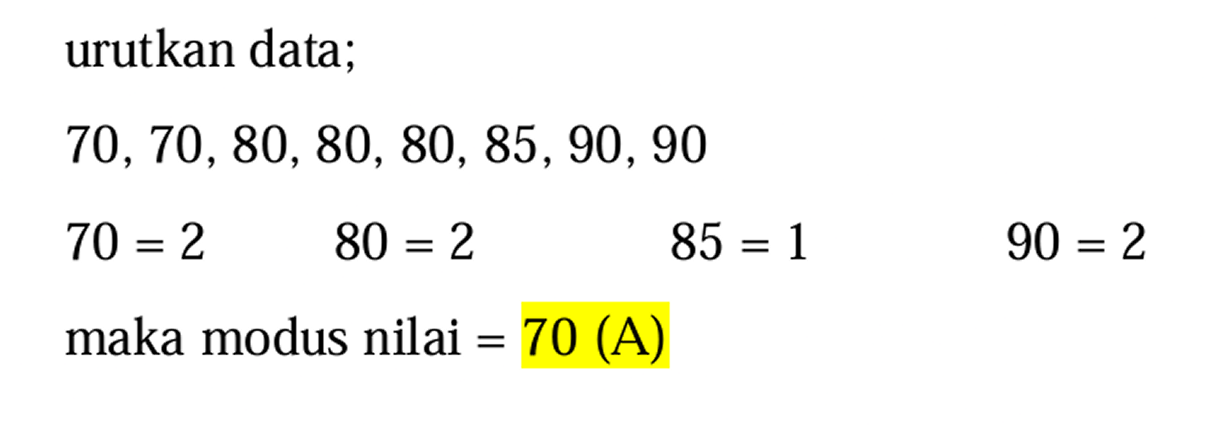 urutkan data;
70, 70, 80, 80, 80, 85, 90, 90
70 = 2 80 = 2 85 = 1 90 = 2
maka modus nilai = 70 (A)